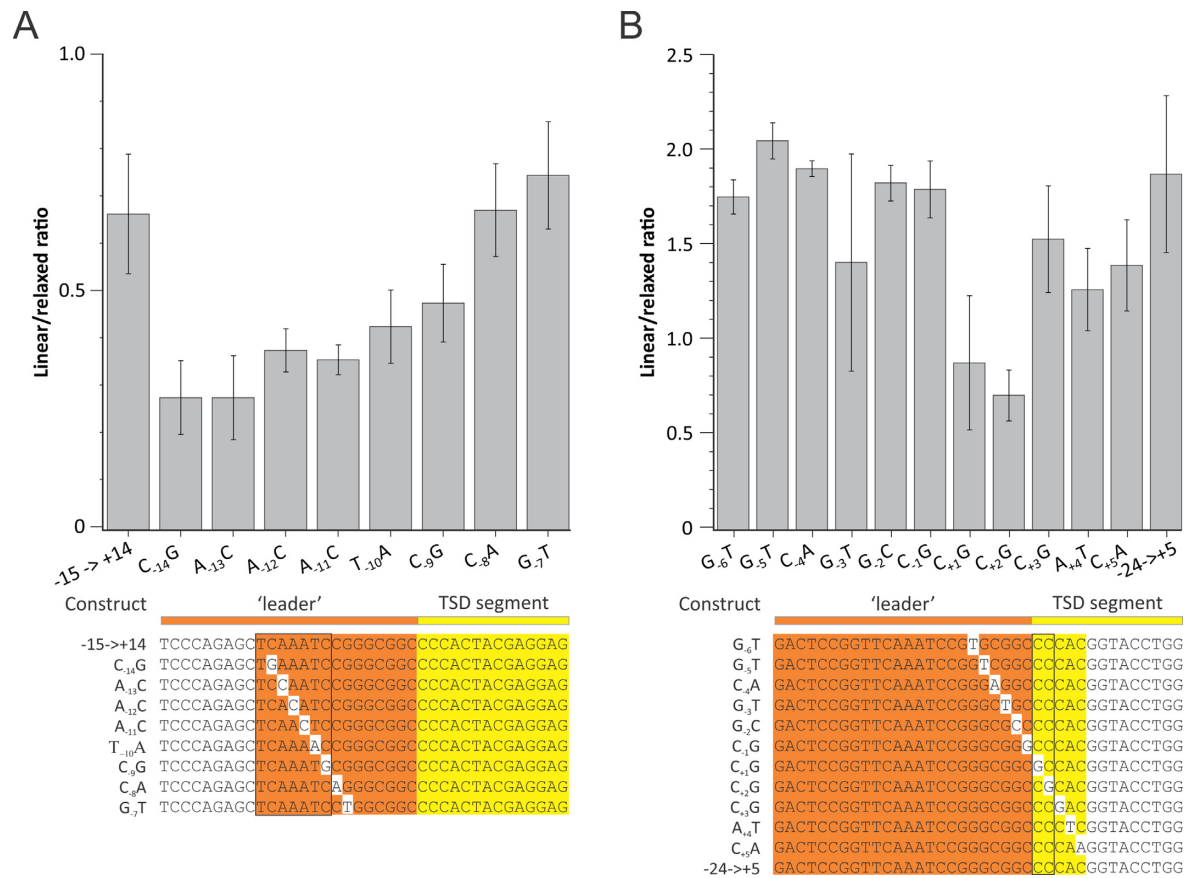 A
1.0
0.5
0
Linear/relaxed ratio
-15 -> +14
C-14G
A-13C
A-12C
A-11C
T-10A
C-9G
C-8A
G-7T
Construct
'leader'
TSD segment
-15->+14 TCCCAGAGCTCAAATCCGGGCGGCCCCACTACGAGGAG
C-14G TCCCAGAGCTGAAATCCGGGCGGCCCCACTACGAGGAG
A-13C TCCCAGAGCTCCAATCCGGGCGGCCCCACTACGAGGAG
A-12C TCCCAGAGCTCACATCCGGGCGGCCCCACTACGAGGAG
A-11C TCCCAGAGCTCAACTCCGGGCGGCCCCACTACGAGGAG
T-10A TCCCAGAGCTCAAAACCGGGCGGCCCCACTACGAGGAG
C-9G TCCCAGAGCTCAAATGCGGGCGGCCCCACTACGAGGAG
C-8A TCCCAGAGCTCAAATCAGGGCGGCCCCACTACGAGGAG
G-7T TCCCAGAGCTCAAATCCTGGCGGCCCCACTACGAGGAG
B
2.5
2.0
1.5
1.0
0.5
0
Linear/relaxed ratio
G-6T
G-5T
C-4A
G-3T
G-2C
C-1G
C+1G
C+2G
C+3G
A+4T
C+5A
-24->+5
Construct
'leader'
TSD segment
G-6T GACTCCGGTTCAAATCCGTGCGGCCCCACGGTACCTGG
G-5T GACTCCGGTTCAAATCCGGTCGGCCCCACGGTACCTGG
C-4A GACTCCGGTTCAAATCCGGGAGGCCCCACGGTACCTGG
G-3T GACTCCGGTTCAAATCCGGGCTGCCCCACGGTACCTGG
G-2C GACTCCGGTTCAAATCCGGGCGCCCCCACGGTACCTGG
C-1G GACTCCGGTTCAAATCCGGGCGGGCCCACGGTACCTGG
C+1G GACTCCGGTTCAAATCCGGGCGGCGCCACGGTACCTGG
C+2G GACTCCGGTTCAAATCCGGGCGGCCGCACGGTACCTGG
C+3G GACTCCGGTTCAAATCCGGGCGGCCCGACGGTACCTGG
A+4T GACTCCGGTTCAAATCCGGGCGGCCCCTCGGTACCTGG
C+5A GACTCCGGTTCAAATCCGGGCGGCCCCAAGGTACCTGG
-24->+5 GACTCCGGTTCAAATCCGGGCGGCCCCACGGTACCTGG